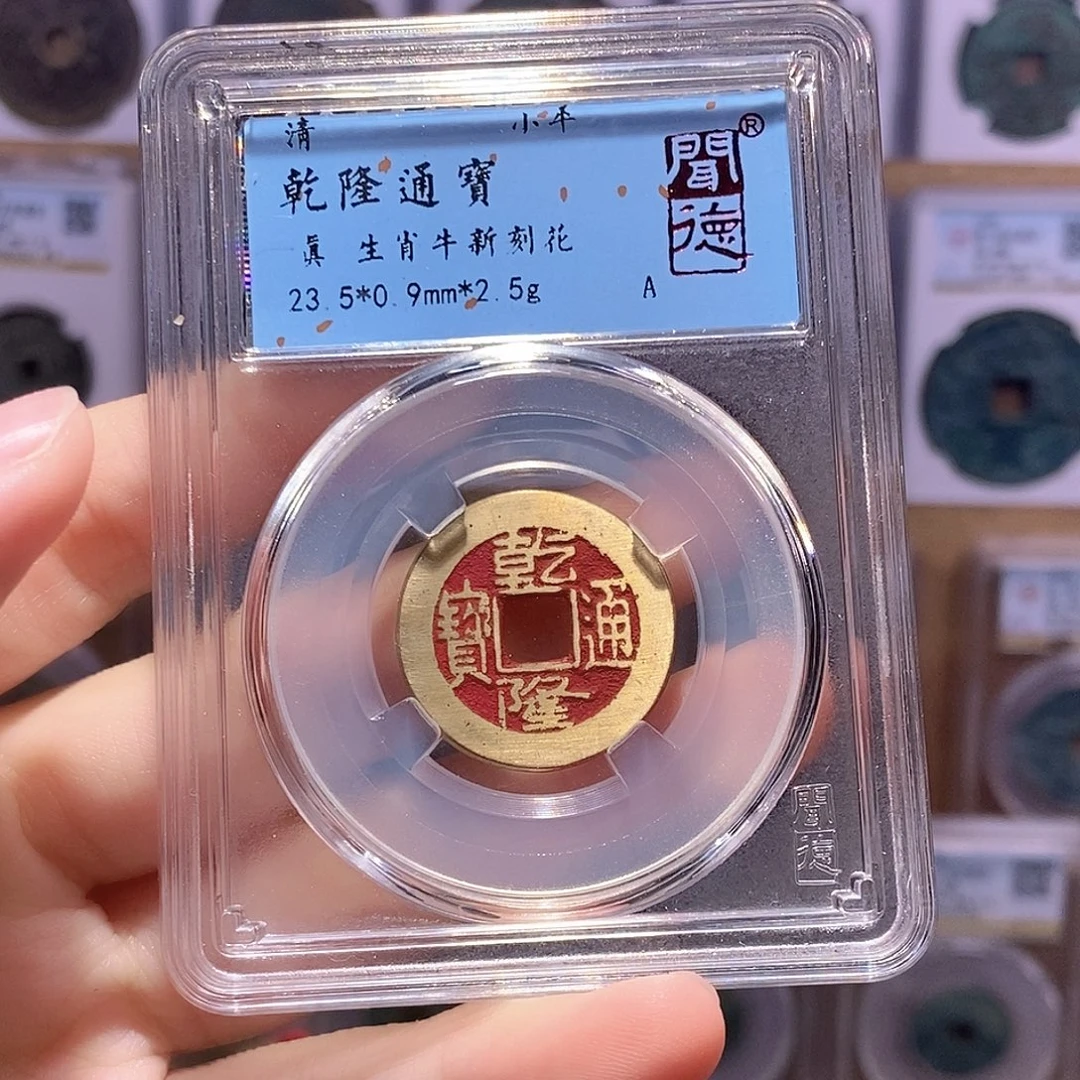 清 小平
乾隆通寶
真 生肖牛新刻花
23.5*0.9mm*2.5g A
聞德®
乾
寶 通
隆
聞德